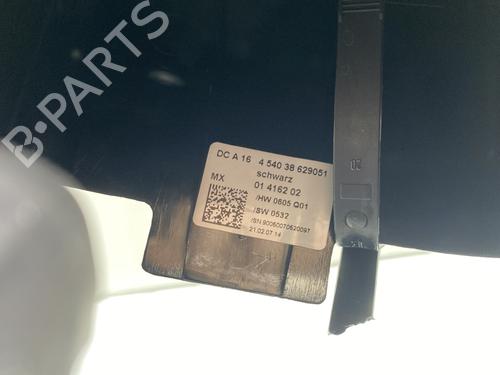 B-PARTS
DC A 16 4 540 38 629051
schwarz
MX 01 4162 02
/HW 0605 Q01
/SW 0532
/SN 90060070620097
21.02.07 14
02